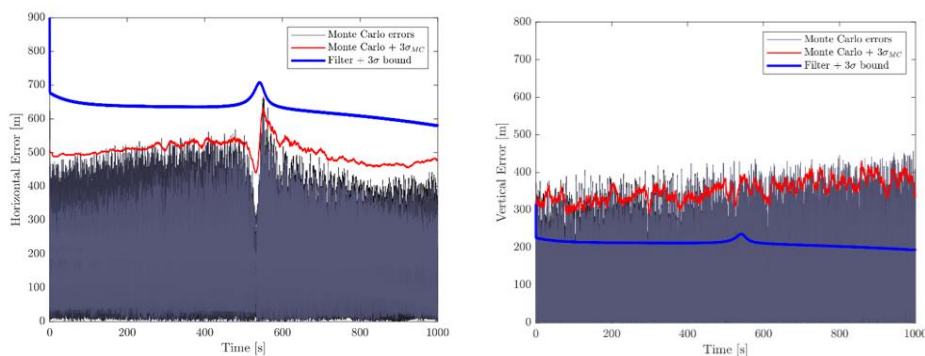 900
800
700
600
500
400
300
200
100
0
Horizontal Error [m]
Monte Carlo errors
Monte Carlo + 3σMC
Filter + 3σ bound
0 200 400 600 800 1000
Time [s]
800
700
600
500
400
300
200
100
0
Vertical Error [m]
Monte Carlo errors
Monte Carlo + 3σMC
Filter + 3σ bound
0 200 400 600 800 1000
Time [s]